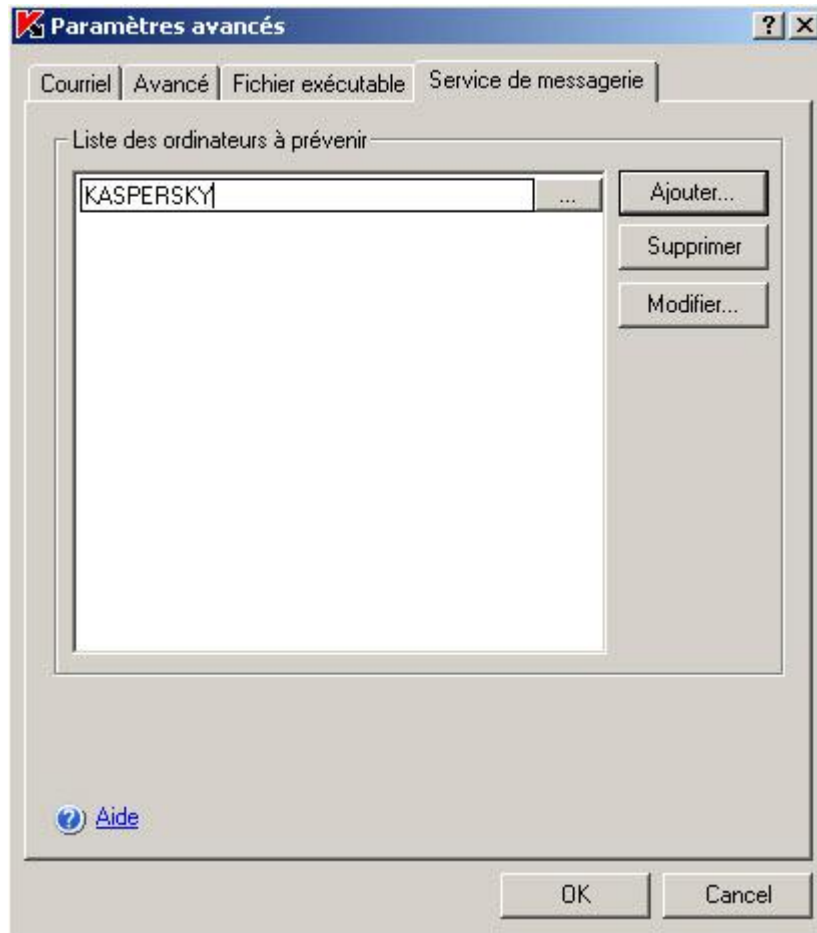 Paramètres avancés
Courriel Avancé Fichier exécutable Service de messagerie
Liste des ordinateurs à prévenir
KASPERSKY ... Ajouter...
Supprimer
Modifier...
Aide
OK Cancel